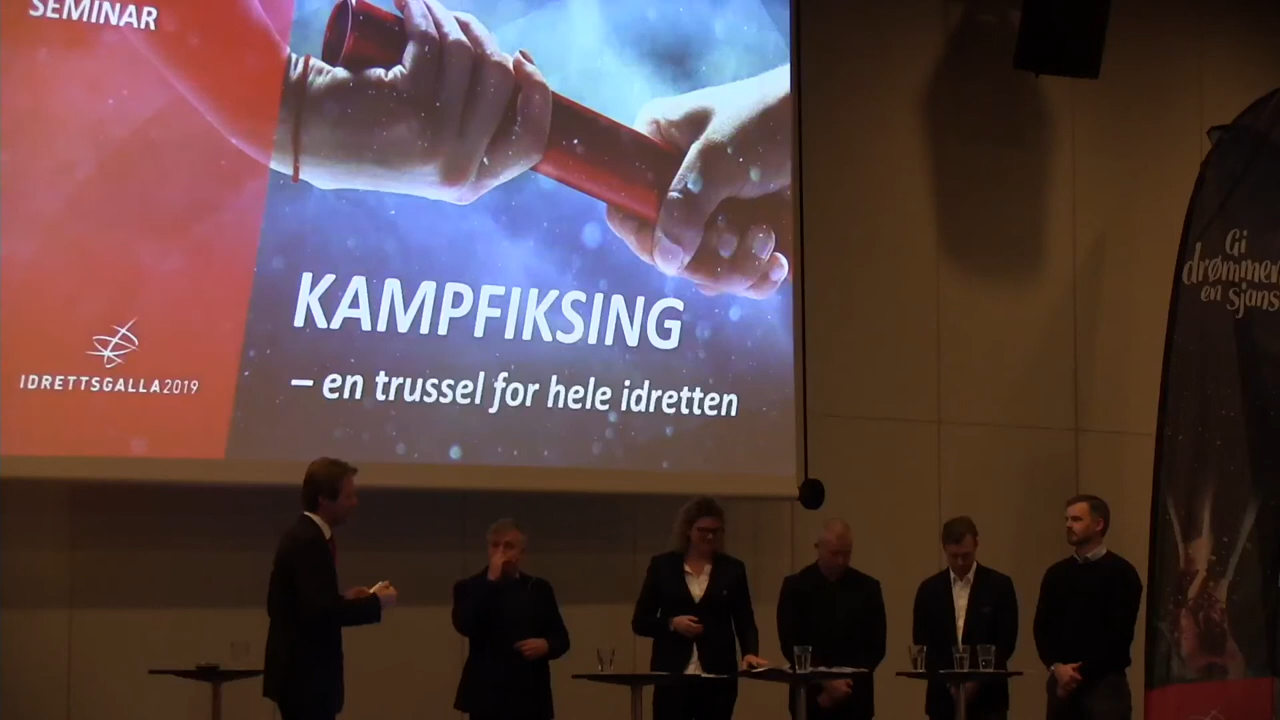 SEMINAR
KAMPFIKSING
– en trussel for hele idretten
IDRETTSGALLA2019
Gi
drømmen
en sjans